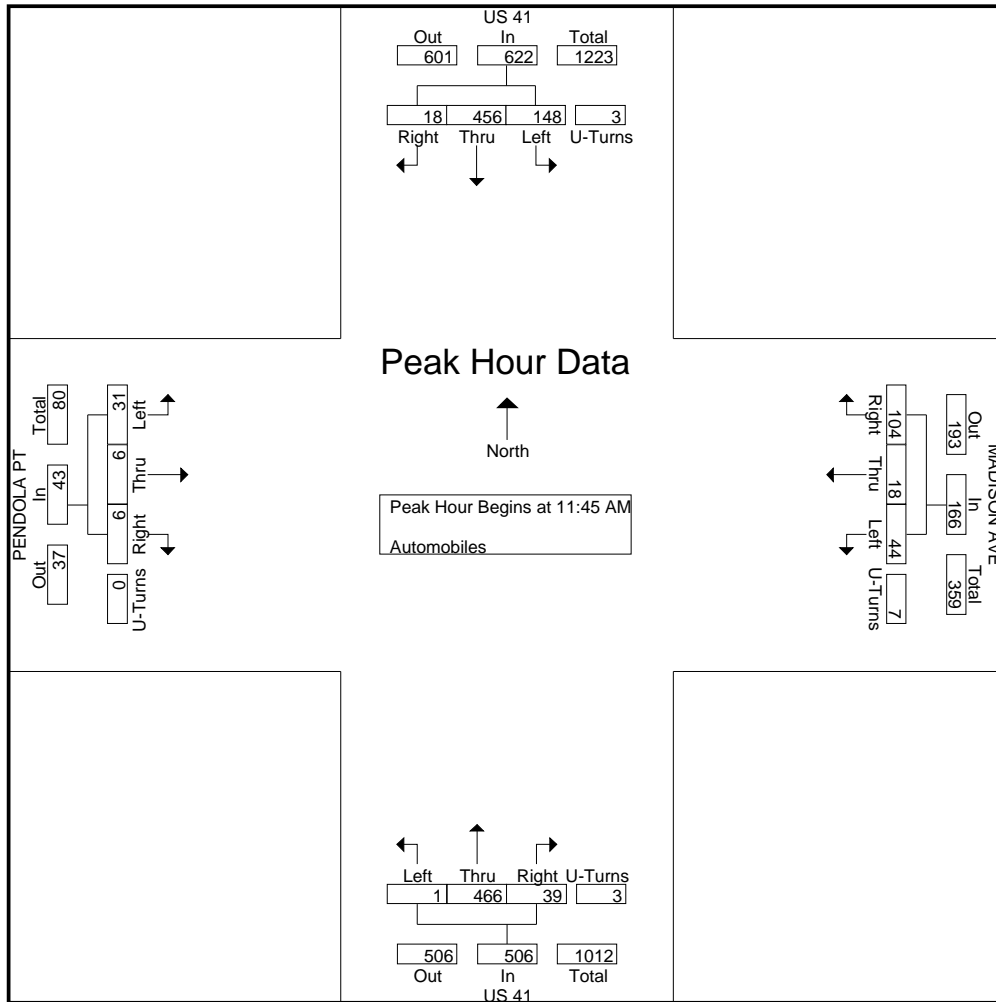 US 41
Out In Total
601 622 1223
18 456 148 3
Right Thru Left U-Turns
Peak Hour Data
North
Peak Hour Begins at 11:45 AM
Automobiles
PENDOLA PT
Total In Out
80 43 37
31 6 6 0
Left Thru Right U-Turns
MADISON AVE
Out In Total
193 166 359
104 18 44 7
Right Thru Left U-Turns
Left Thru Right U-Turns
1 466 39 3
506 506 1012
Out In Total
US 41